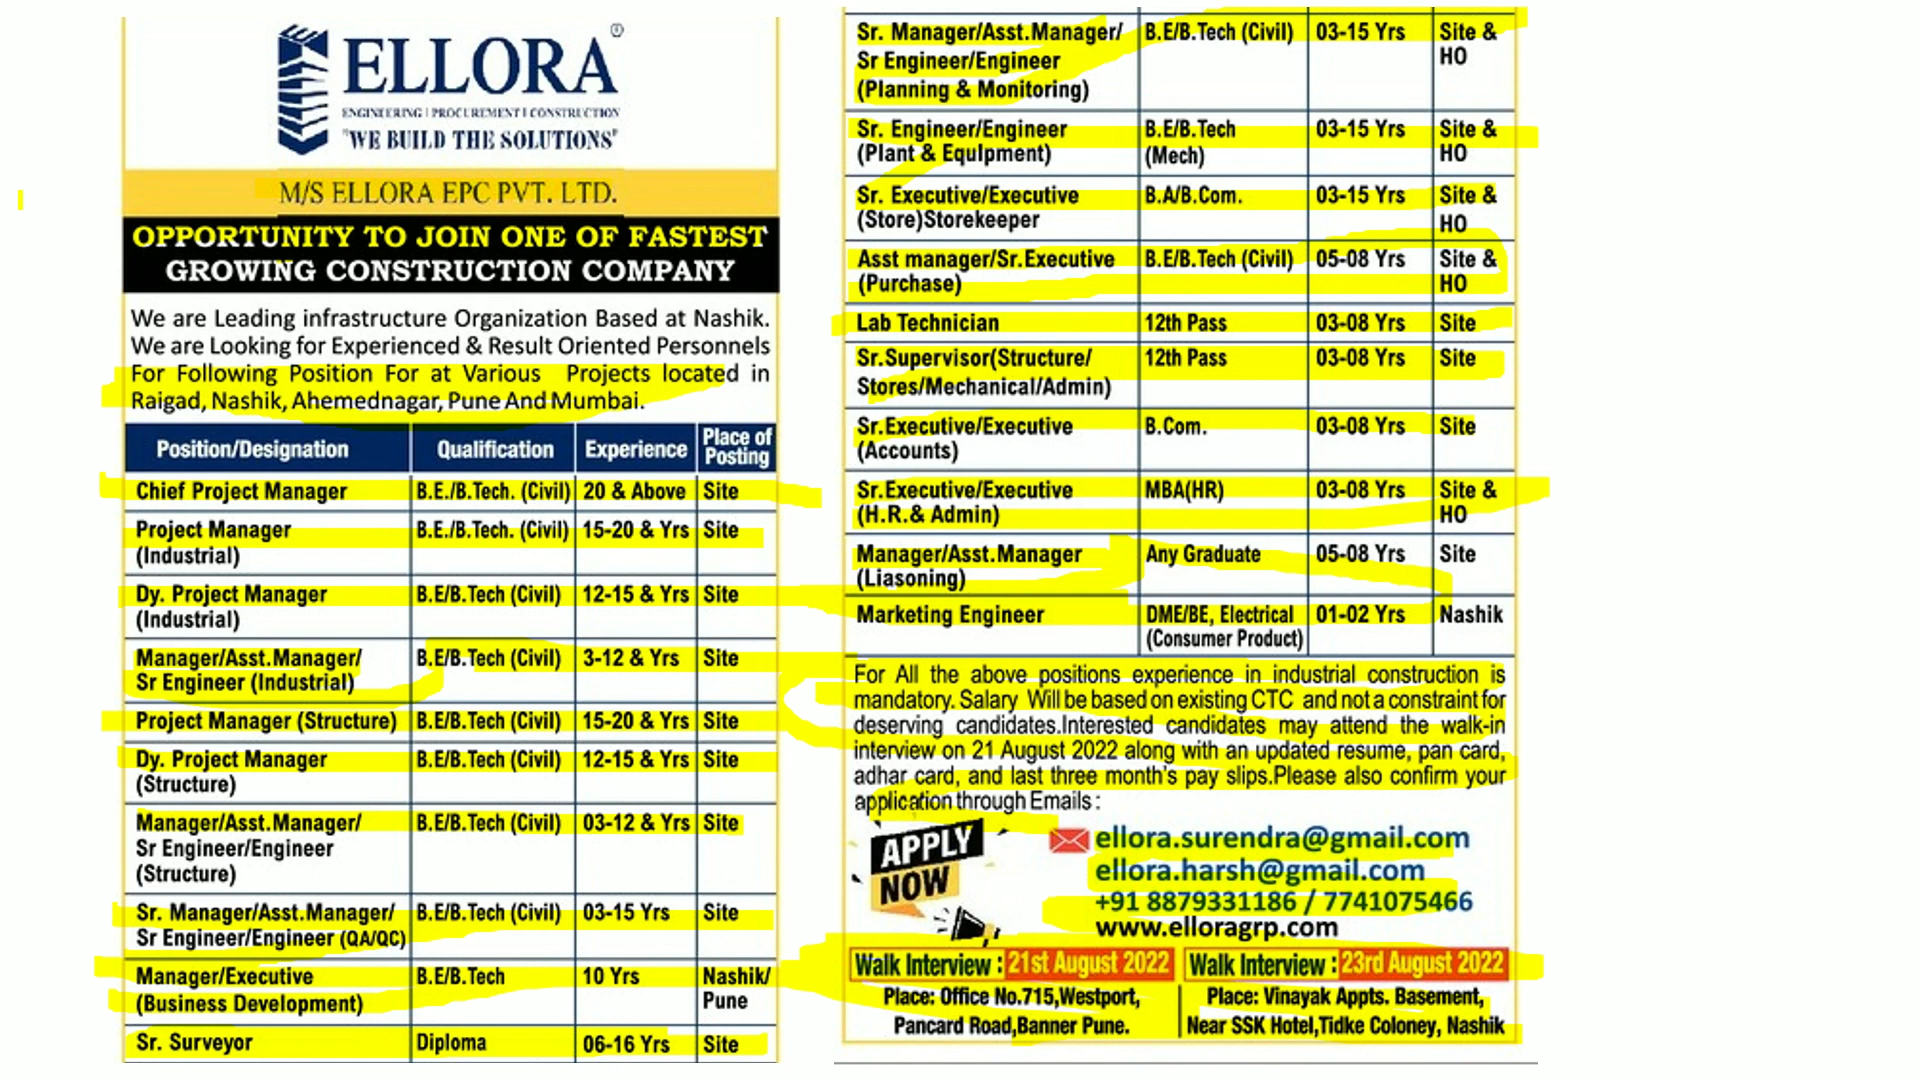 ELLORA®
ENGINEERING | PROCUREMENT | CONSTRUCTION
"WE BUILD THE SOLUTIONS"
M/S ELLORA EPC PVT. LTD.
OPPORTUNITY TO JOIN ONE OF FASTEST
GROWING CONSTRUCTION COMPANY
We are Leading infrastructure Organization Based at Nashik.
We are Looking for Experienced & Result Oriented Personnels
For Following Position For at Various Projects located in
Raigad, Nashik, Ahemednagar, Pune And Mumbai.
Position/Designation Qualification Experience Place of Posting
Chief Project Manager B.E./B.Tech. (Civil) 20 & Above Site
Project Manager B.E./B.Tech. (Civil) 15-20 & Yrs Site
(Industrial)
Dy. Project Manager B.E/B.Tech (Civil) 12-15 & Yrs Site
(Industrial)
Manager/Asst.Manager/ B.E/B.Tech (Civil) 3-12 & Yrs Site
Sr Engineer (Industrial)
Project Manager (Structure) B.E/B.Tech (Civil) 15-20 & Yrs Site
Dy. Project Manager B.E/B.Tech (Civil) 12-15 & Yrs Site
(Structure)
Manager/Asst.Manager/ B.E/B.Tech (Civil) 03-12 & Yrs Site
Sr Engineer/Engineer
(Structure)
Sr. Manager/Asst.Manager/ B.E/B.Tech (Civil) 03-15 Yrs Site
Sr Engineer/Engineer (QA/QC)
Manager/Executive B.E/B.Tech 10 Yrs Nashik/
(Business Development) Pune
Sr. Surveyor Diploma 06-16 Yrs Site
Sr. Manager/Asst.Manager/ B.E/B.Tech (Civil) 03-15 Yrs Site &
Sr Engineer/Engineer HO
(Planning & Monitoring)
Sr. Engineer/Engineer B.E/B.Tech 03-15 Yrs Site &
(Plant & Equlpment) (Mech) HO
Sr. Executive/Executive B.A/B.Com. 03-15 Yrs Site &
(Store)Storekeeper HO
Asst manager/Sr.Executive B.E/B.Tech (Civil) 05-08 Yrs Site &
(Purchase) HO
Lab Technician 12th Pass 03-08 Yrs Site
Sr.Supervisor(Structure/ 12th Pass 03-08 Yrs Site
Stores/Mechanical/Admin)
Sr.Executive/Executive B.Com. 03-08 Yrs Site
(Accounts)
Sr.Executive/Executive MBA(HR) 03-08 Yrs Site &
(H.R.& Admin) HO
Manager/Asst.Manager Any Graduate 05-08 Yrs Site
(Liasoning)
Marketing Engineer DME/BE, Electrical 01-02 Yrs Nashik
(Consumer Product)
For All the above positions experience in industrial construction is
mandatory. Salary Will be based on existing CTC and not a constraint for
deserving candidates.Interested candidates may attend the walk-in
interview on 21 August 2022 along with an updated resume, pan card,
adhar card, and last three month's pay slips.Please also confirm your
application through Emails :
APPLY
NOW
ellora.surendra@gmail.com
ellora.harsh@gmail.com
+91 8879331186 / 7741075466
www.elloragrp.com
Walk Interview : 21st August 2022
Place: Office No.715,Westport,
Pancard Road,Banner Pune.
Walk Interview : 23rd August 2022
Place: Vinayak Appts. Basement,
Near SSK Hotel,Tidke Coloney, Nashik